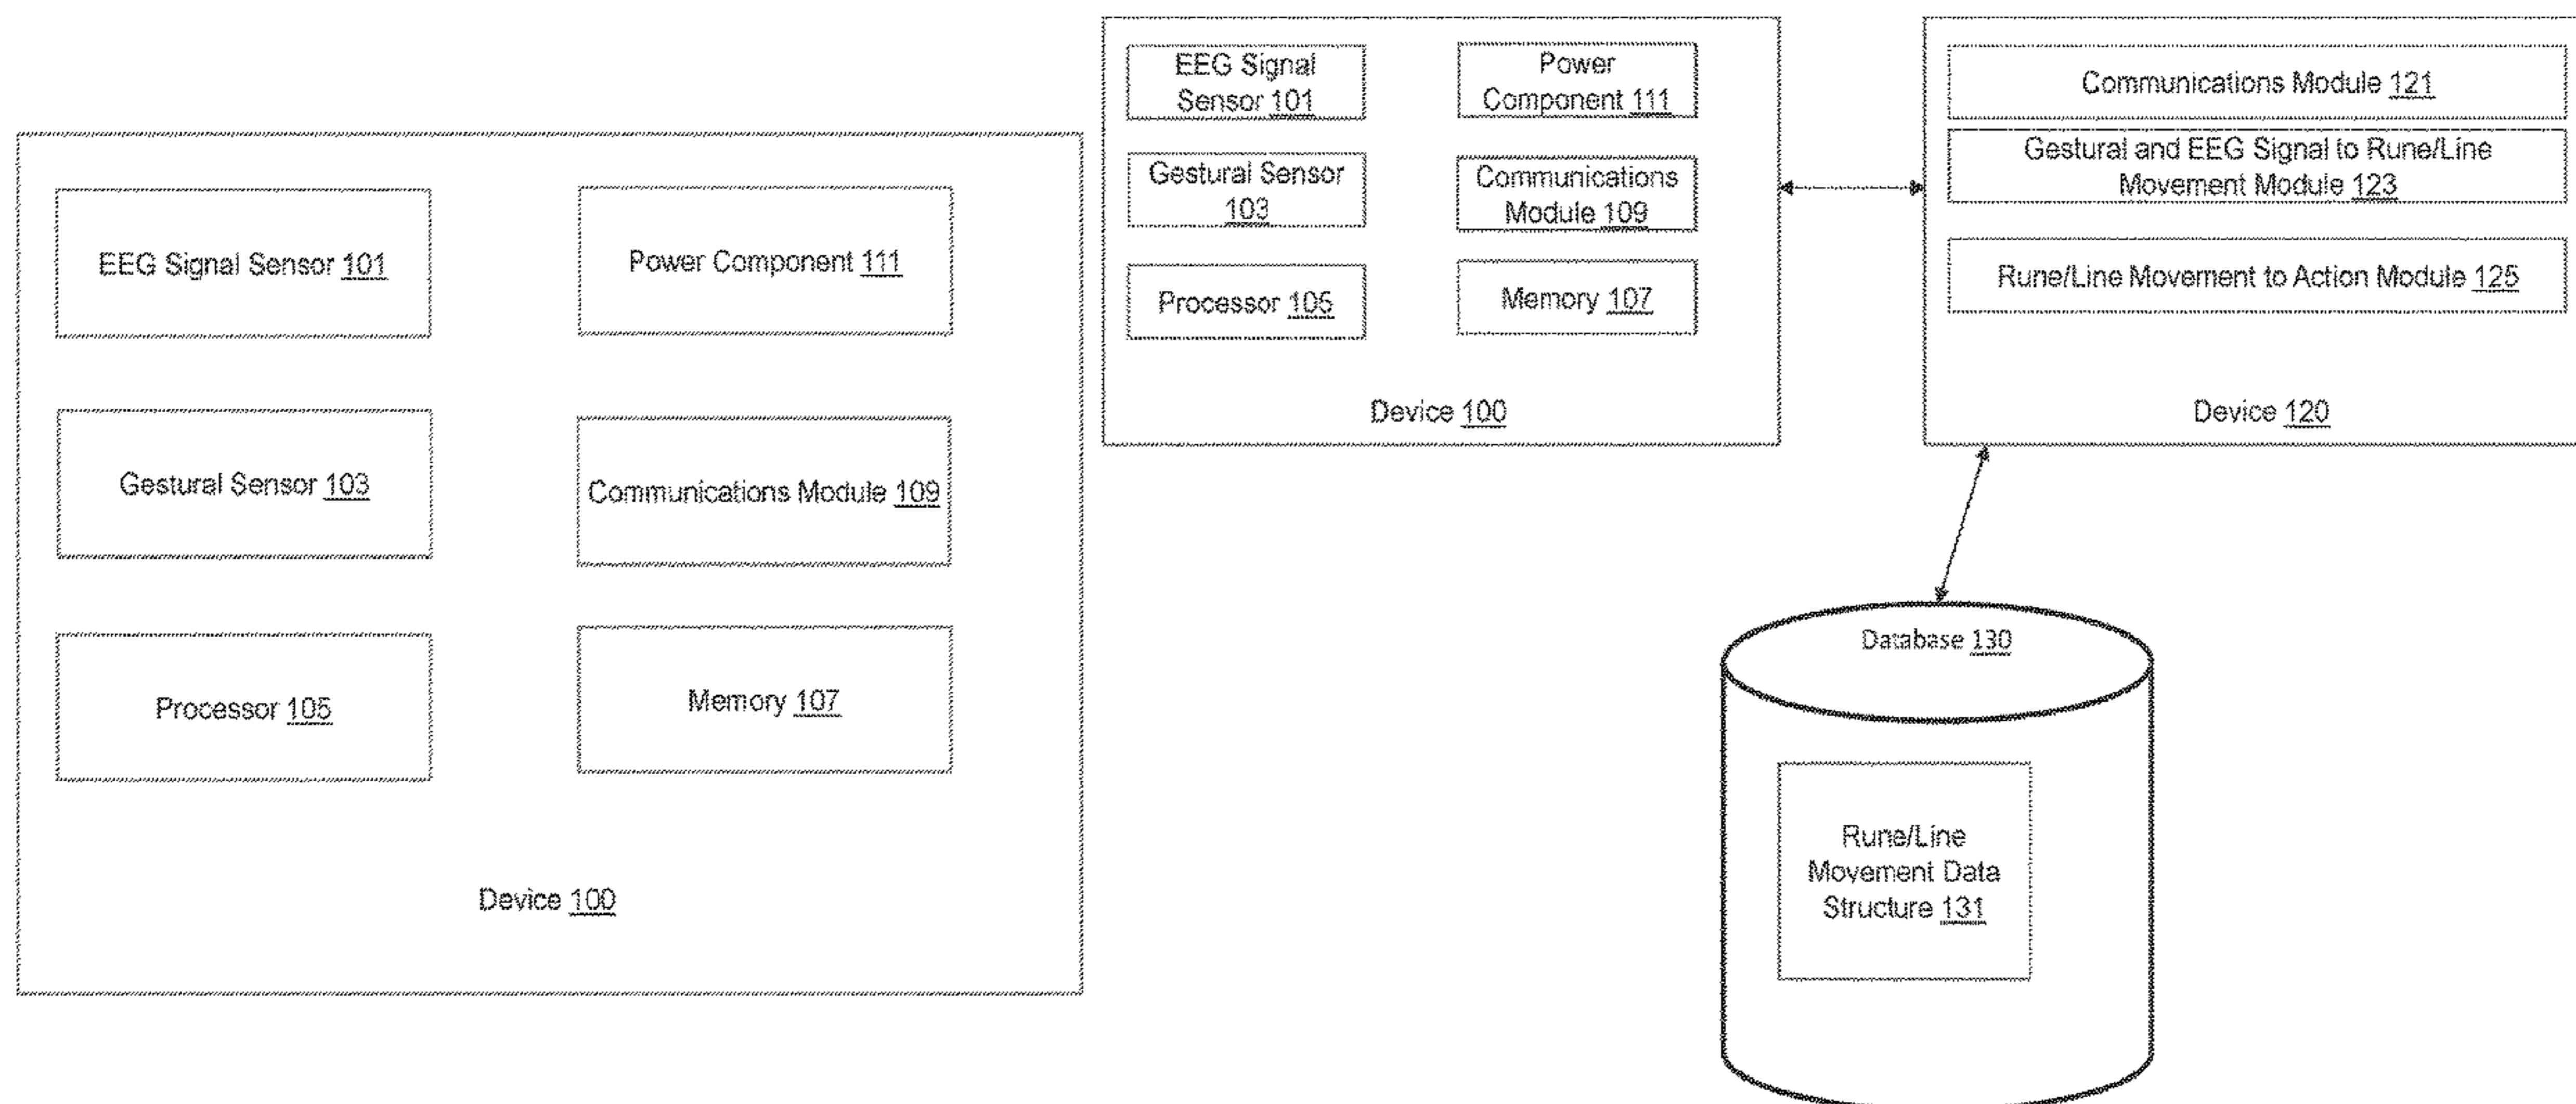 EEG Signal Sensor 101
Power Component 111
Gestural Sensor 103
Communications Module 109
Processor 105
Memory 107
Device 100
EEG Signal
Sensor 101
Power
Component 111
Gestural Sensor
103
Communications
Module 109
Processor 105
Memory 107
Device 100
Communications Module 121
Gestural and EEG Signal to Rune/Line
Movement Module 123
Rune/Line Movement to Action Module 125
Device 120
Database 130
Rune/Line
Movement Data
Structure 131